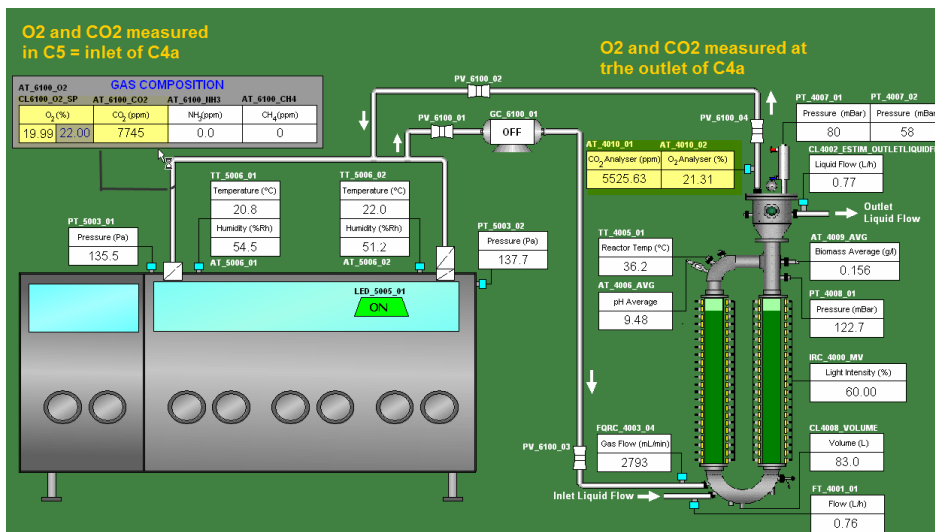 O2 and CO2 measured
in C5 = inlet of C4a
O2 and CO2 measured at
trhe outlet of C4a
AT_6100_O2
GAS COMPOSITION
CL6100_O2_SP
AT_6100_CO2
AT_6100_NH3
AT_6100_CH4
O2 (%)
CO2 (ppm)
NH3(ppm)
CH4(ppm)
19.99
22.00
7745
0.0
0
PV_6100_02
PV_6100_01
GC_6100_01
OFF
PV_6100_04
PT_4007_01
PT_4007_02
Pressure (mBar)
Pressure (mBar)
80
58
AT_4010_01
AT_4010_02
CO2 Analyser (ppm)
O2 Analyser (%)
5525.63
21.31
CL4002_ESTIM_OUTLETLIQUIDFL
Liquid Flow (L/h)
0.77
Outlet
Liquid Flow
TT_5006_01
Temperature (°C)
20.8
Humidity (%Rh)
54.5
AT_5006_01
TT_5006_02
Temperature (°C)
22.0
Humidity (%Rh)
51.2
AT_5006_02
PT_5003_01
Pressure (Pa)
135.5
PT_5003_02
Pressure (Pa)
137.7
LED_5005_01
ON
TT_4005_01
Reactor Temp (°C)
36.2
AT_4006_AVG
pH Average
9.48
AT_4009_AVG
Biomass Average (g/l)
0.156
PT_4008_01
Pressure (mBar)
122.7
IRC_4000_MV
Light Intensity (%)
60.00
CL4008_VOLUME
Volume (L)
83.0
FT_4001_01
Flow (L/h)
0.76
PV_6100_03
FQRC_4003_04
Gas Flow (mL/min)
2793
Inlet Liquid Flow